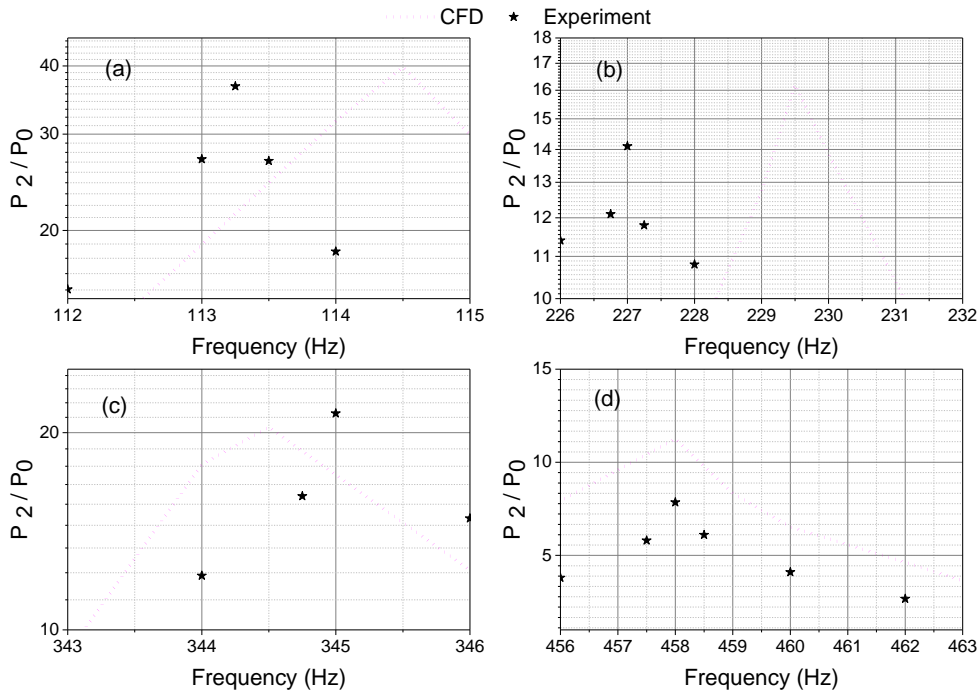 CFD Experiment
(a)
40
30
20
P 2 / P0
112 113 114 115
Frequency (Hz)
(b)
18
17
16
15
14
13
12
11
10
P 2 / P0
226 227 228 229 230 231 232
Frequency (Hz)
(c)
20
10
P 2 / P0
343 344 345 346
Frequency (Hz)
(d)
15
10
5
P 2 / P0
456 457 458 459 460 461 462 463
Frequency (Hz)